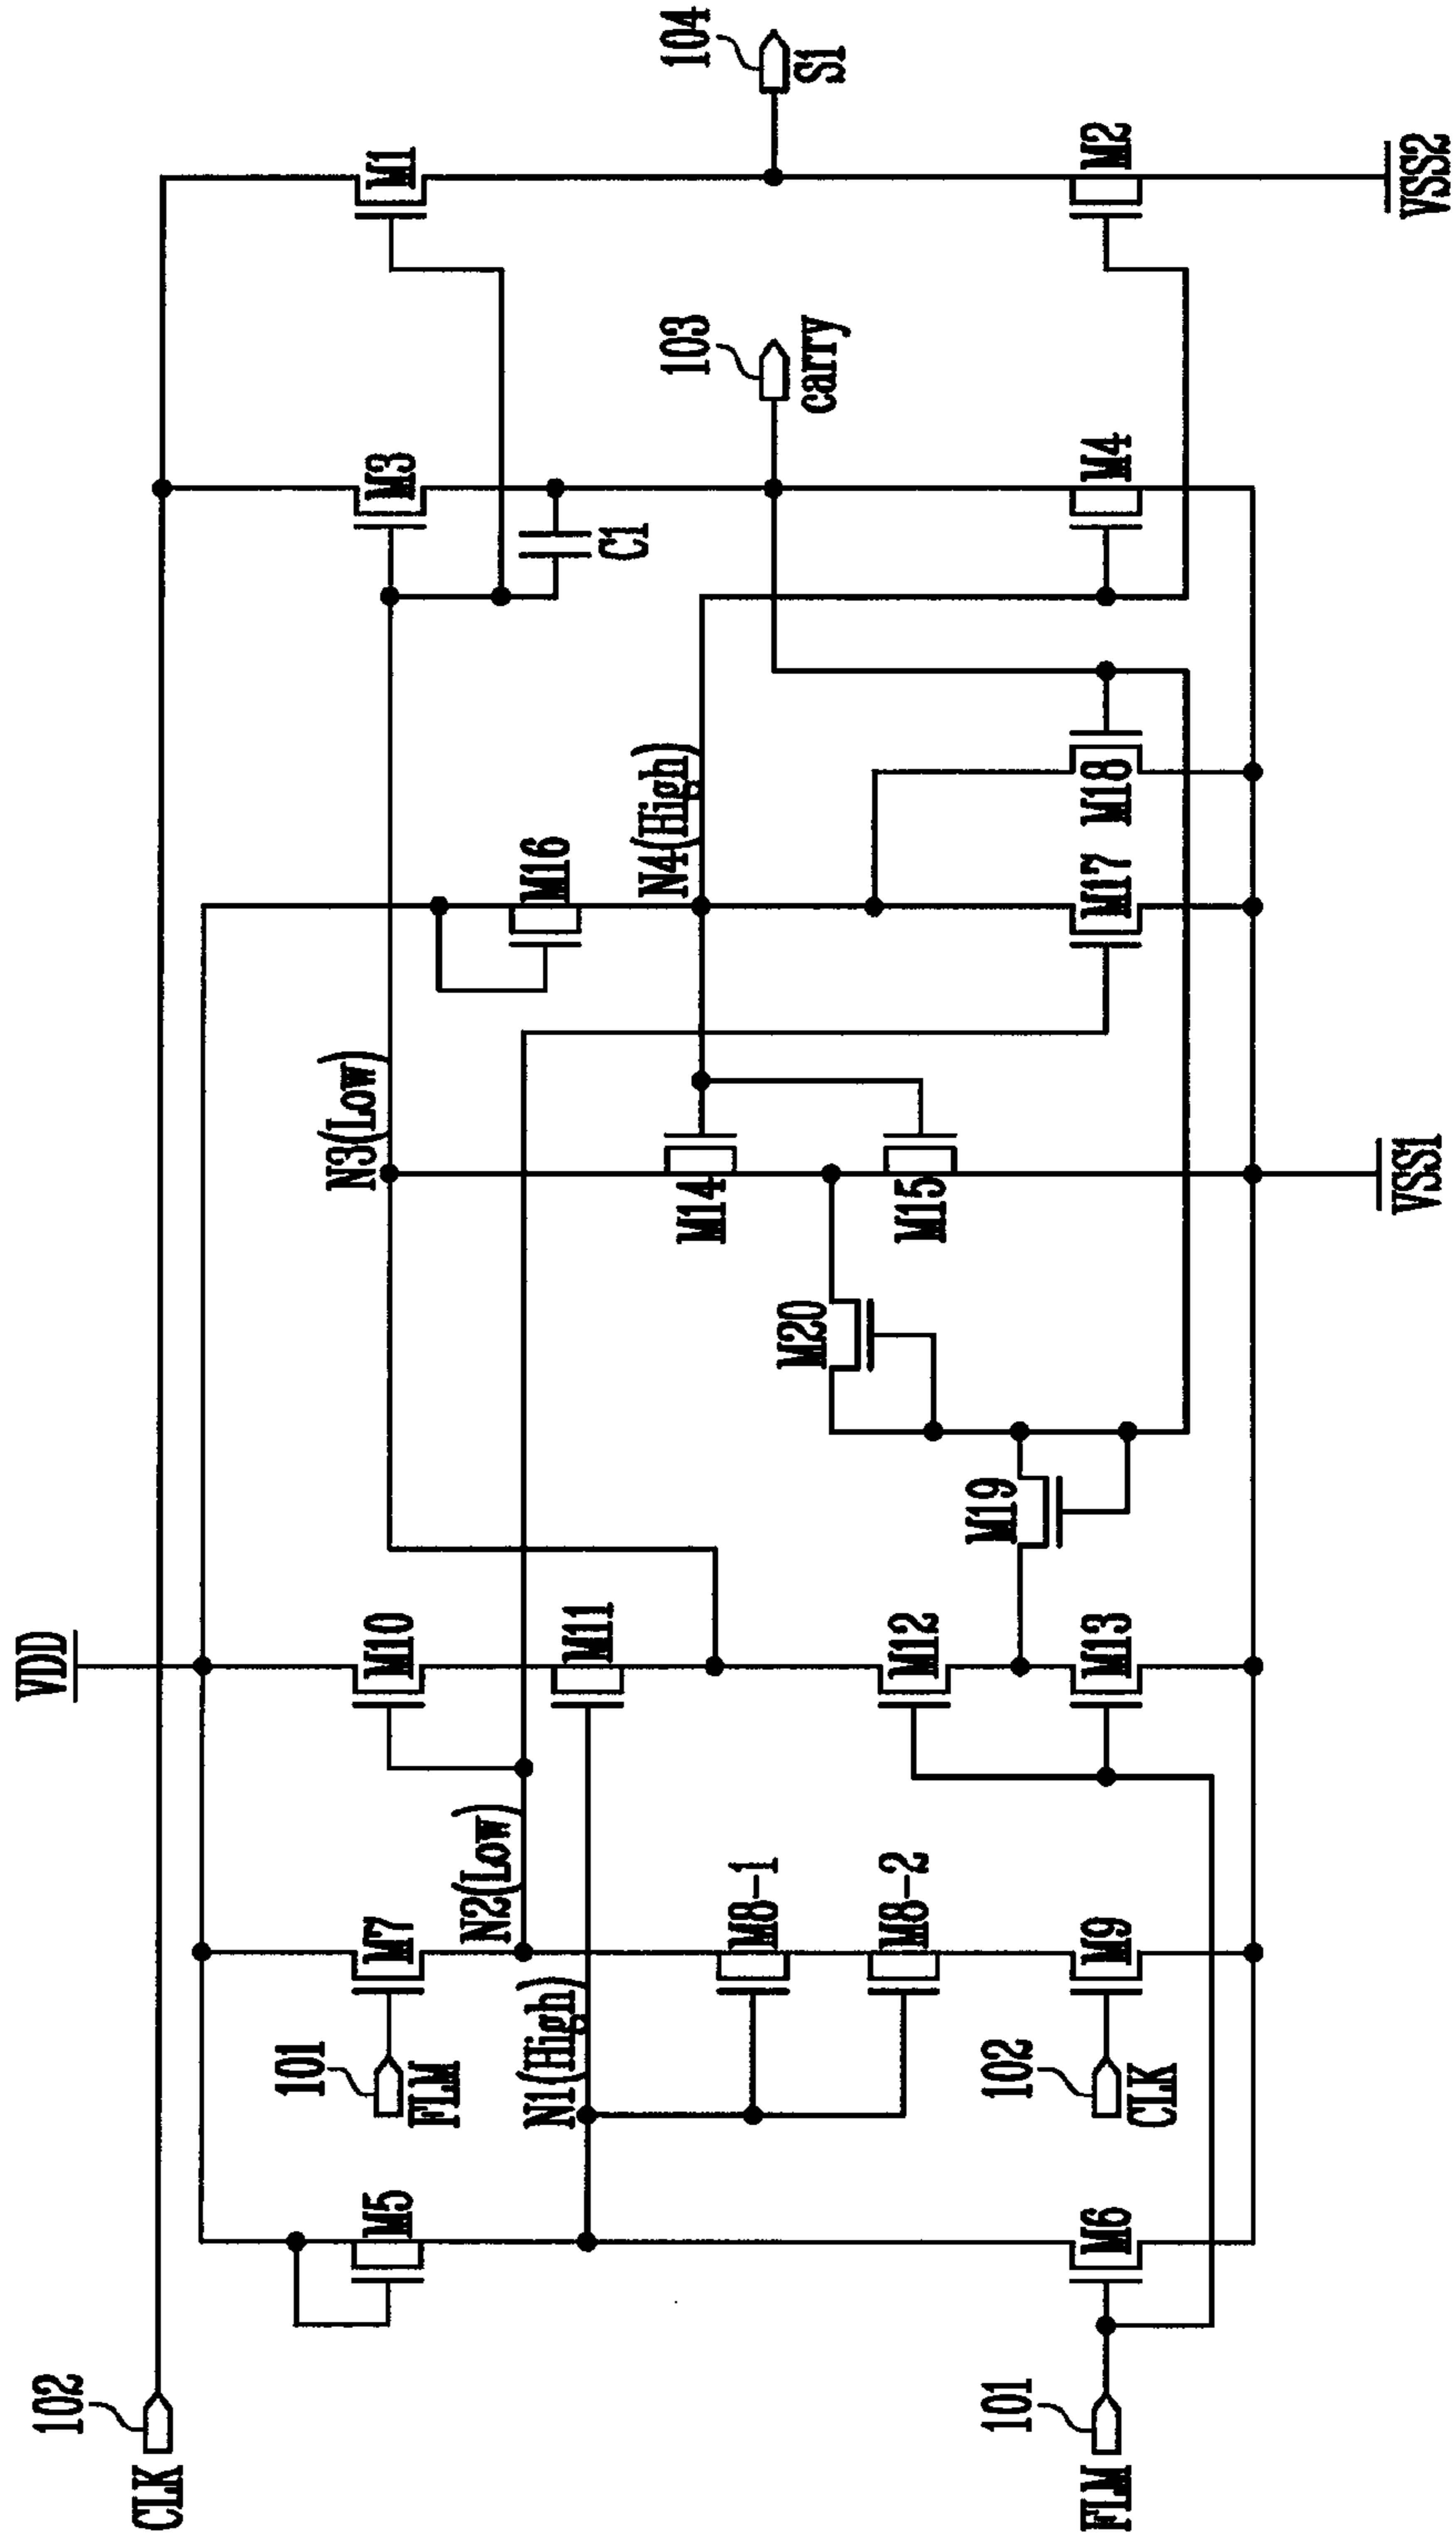 102
CLK
VDD
104
S1
M1
M3
M10
M7
M5
101
FLM
N3(Low)
C1
M11
N2(Low)
N1(High)
M16
N4(High)
103
carry
M14
M20
M12
M8-1
M8-2
M15
M19
M13
M9
102
CLK
M6
101
FLM
M17
M18
M4
M2
VSS1
VSS2